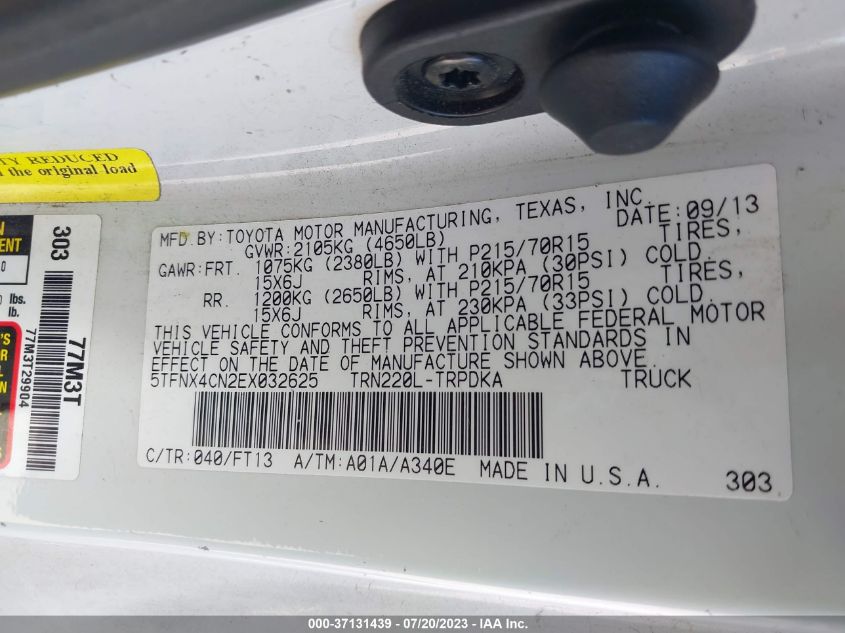 TY REDUCED
the original load
303
77M3T
77M3T29904
lbs.
lb.
MFD.BY:TOYOTA MOTOR MANUFACTURING, TEXAS, INC.
DATE:09/13
GVWR:2105KG (4650LB)
GAWR:FRT. 1075KG (2380LB) WITH P215/70R15 TIRES,
15X6J RIMS, AT 210KPA (30PSI) COLD.
RR. 1200KG (2650LB) WITH P215/70R15 TIRES,
15X6J RIMS, AT 230KPA (33PSI) COLD.
THIS VEHICLE CONFORMS TO ALL APPLICABLE FEDERAL MOTOR
VEHICLE SAFETY AND THEFT PREVENTION STANDARDS IN
EFFECT ON THE DATE OF MANUFACTURE SHOWN ABOVE.
5TFNX4CN2EX032625 TRN220L-TRPDKA TRUCK
C/TR:040/FT13 A/TM:A01A/A340E MADE IN U.S.A.
303
000-37131439 - 07/20/2023 - IAA Inc.